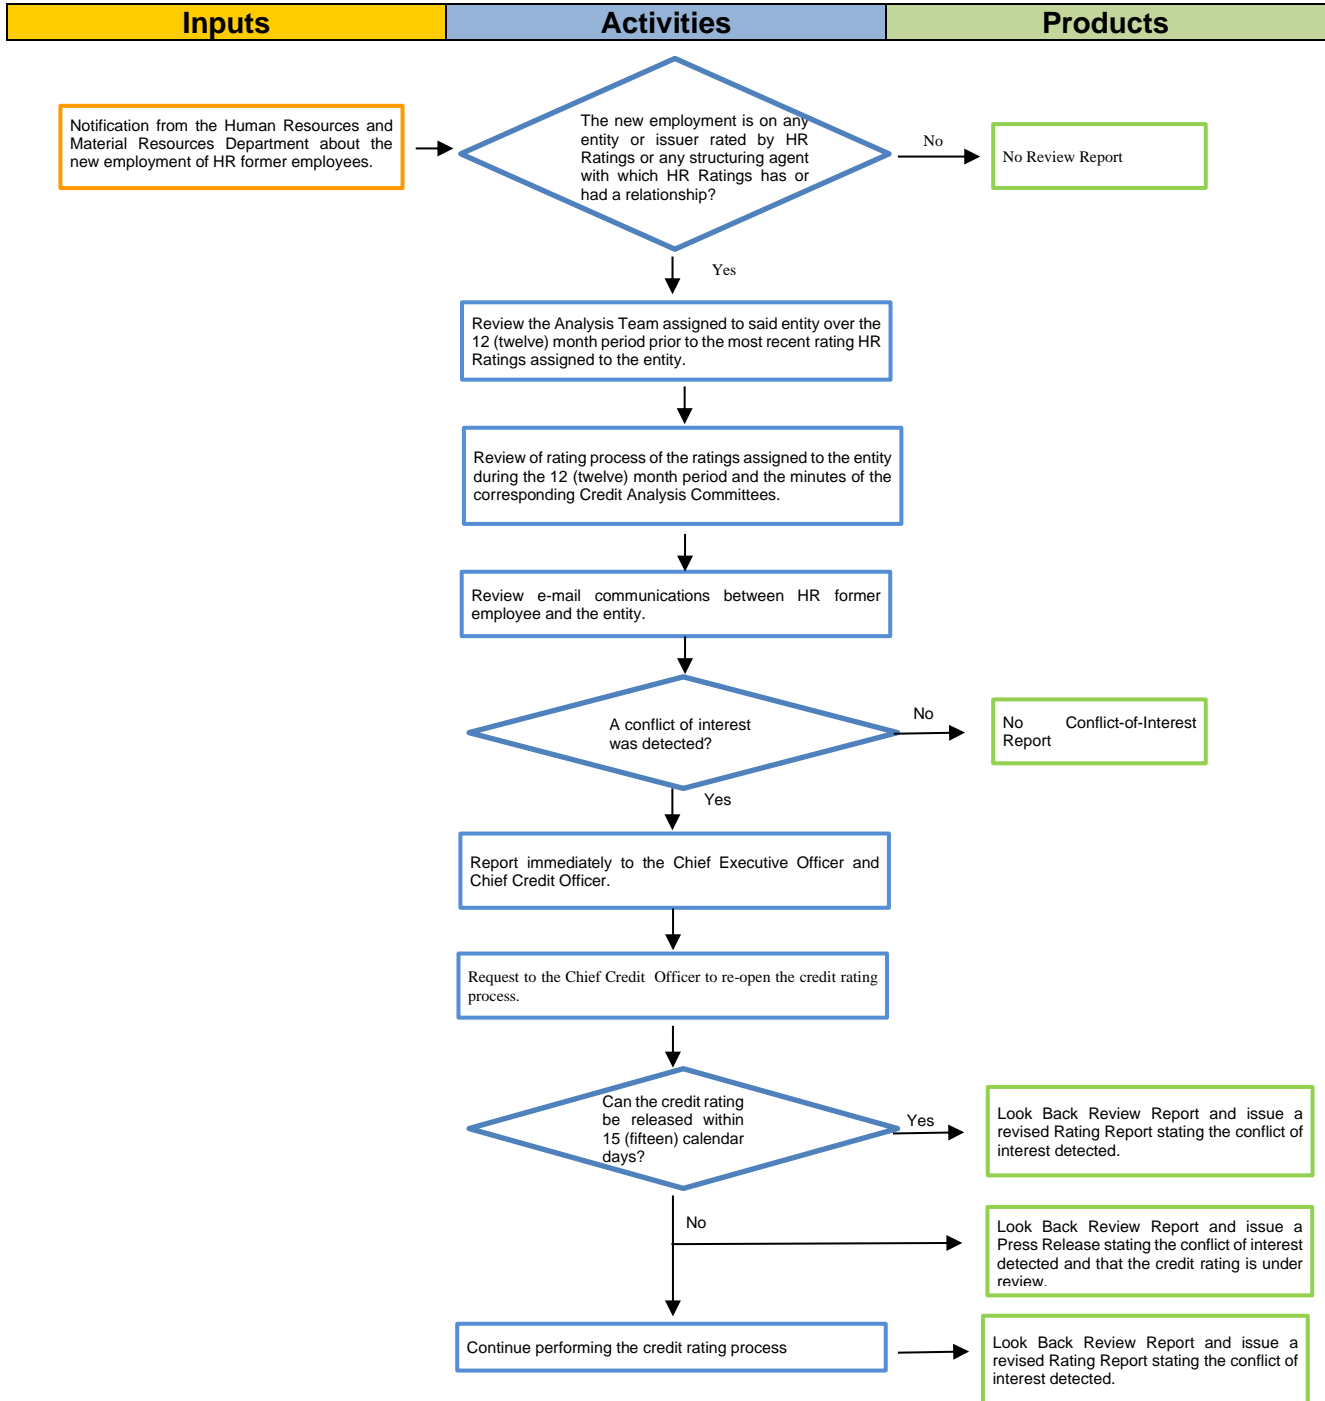 Inputs
Activities
Products
Notification from the Human Resources and
Material Resources Department about the
new employment of HR former employees.
The new employment is on any
entity or issuer rated by HR
Ratings or any structuring agent
with which HR Ratings has or
had a relationship?
No
No Review Report
Yes
Review the Analysis Team assigned to said entity over the
12 (twelve) month period prior to the most recent rating HR
Ratings assigned to the entity.
Review of rating process of the ratings assigned to the entity
during the 12 (twelve) month period and the minutes of the
corresponding Credit Analysis Committees.
Review e-mail communications between HR former
employee and the entity.
A conflict of interest
was detected?
No
No Conflict-of-Interest
Report
Yes
Report immediately to the Chief Executive Officer and
Chief Credit Officer.
Request to the Chief Credit Officer to re-open the credit rating
process.
Can the credit rating
be released within
15 (fifteen) calendar
days?
Yes
Look Back Review Report and issue a
revised Rating Report stating the conflict of
interest detected.
No
Look Back Review Report and issue a
Press Release stating the conflict of interest
detected and that the credit rating is under
review.
Continue performing the credit rating process
Look Back Review Report and issue a
revised Rating Report stating the conflict of
interest detected.